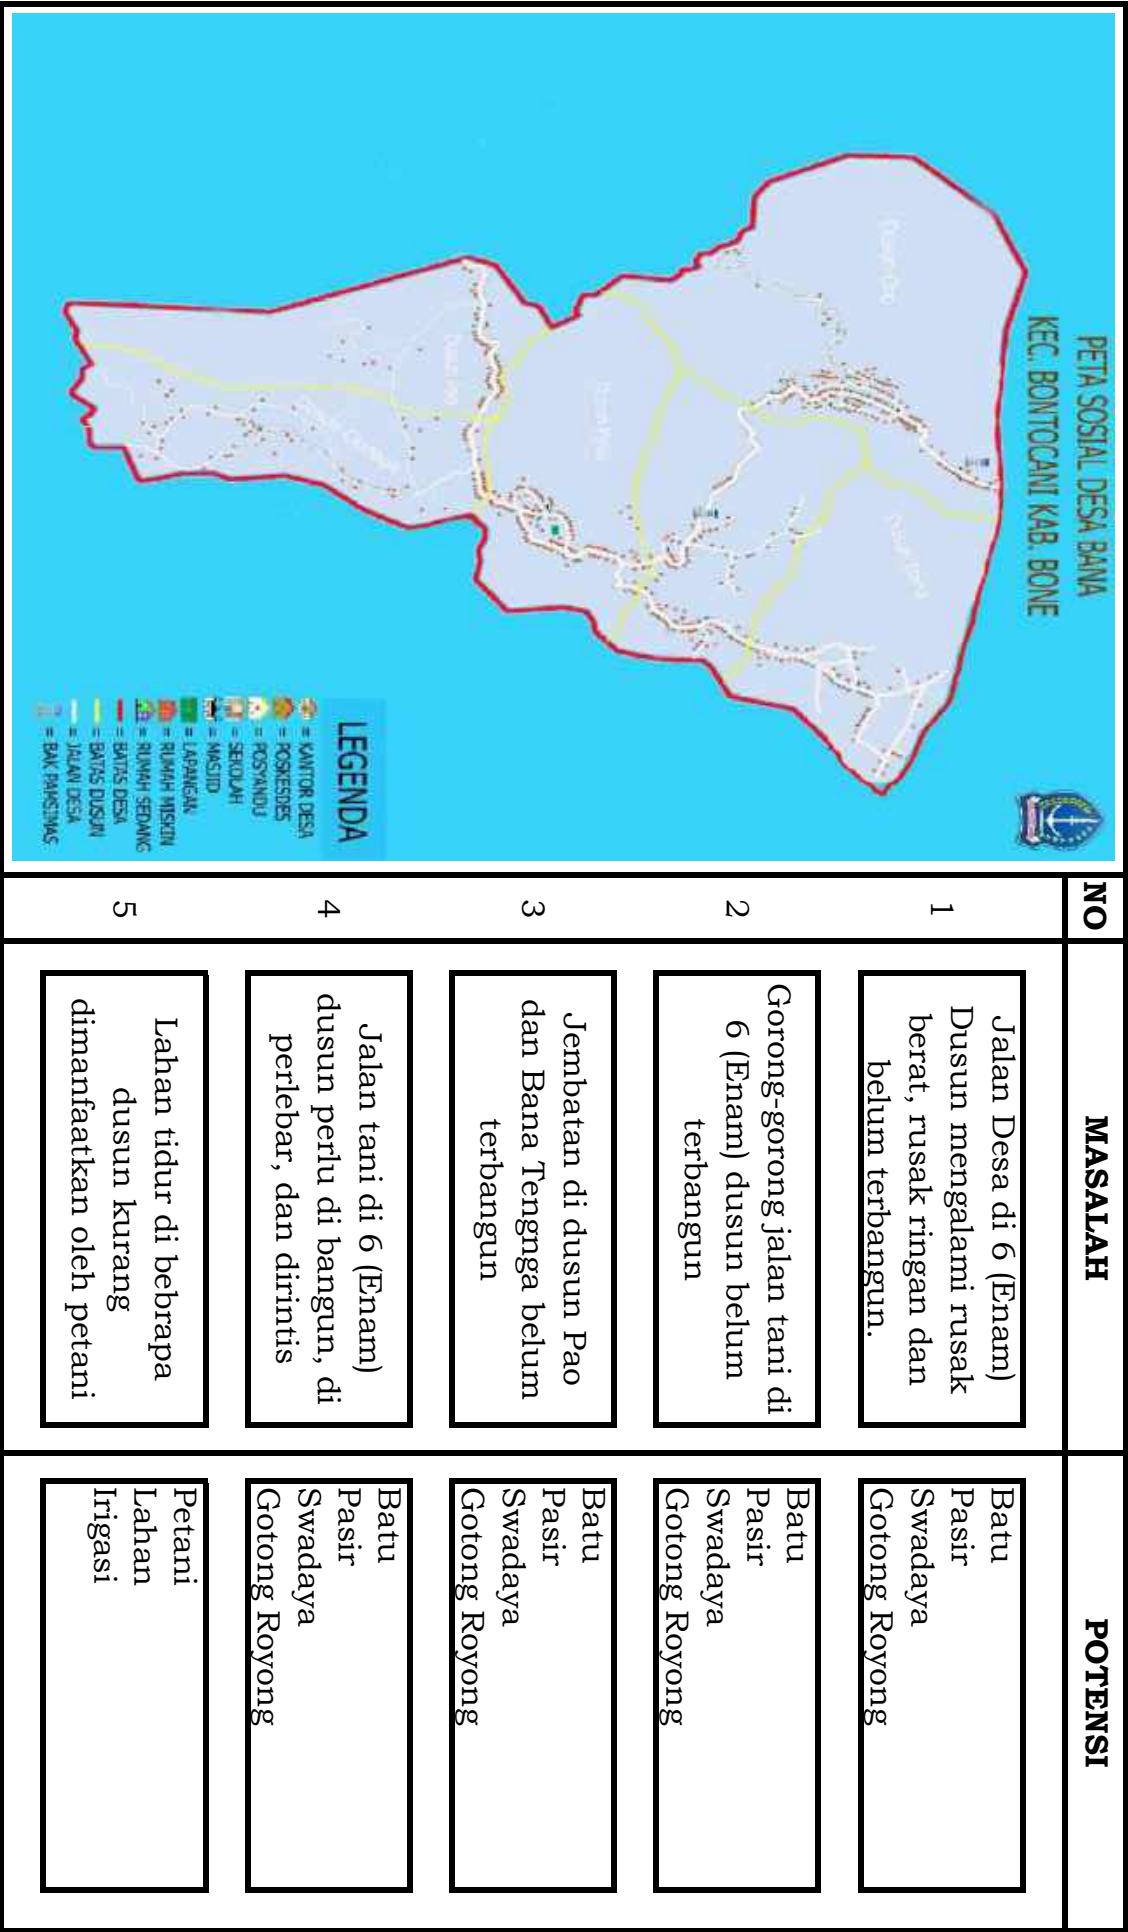 PETA SOSIAL DESA BANA
KEC. BONTOCANI KAB. BONE
LEGENDA
= KANTOR DESA
= POSKESDES
= POSYANDU
= SEKOLAH
= MASJID
= LAPANGAN
= RUMAH MISKIN
= RUMAH SEDANG
= BATAS DESA
= BATAS DUSUN
= JALAN DESA
= BAK PAMSIMAS
NO
MASALAH
POTENSI
1
Jalan Desa di 6 (Enam)
Dusun mengalami rusak
berat, rusak ringan dan
belum terbangun.
Batu
Pasir
Swadaya
Gotong Royong
2
Gorong-gorong jalan tani di
6 (Enam) dusun belum
terbangun
Batu
Pasir
Swadaya
Gotong Royong
3
Jembatan di dusun Pao
dan Bana Tengnga belum
terbangun
Batu
Pasir
Swadaya
Gotong Royong
4
Jalan tani di 6 (Enam)
dusun perlu di bangun, di
perlebar, dan dirintis
Batu
Pasir
Swadaya
Gotong Royong
5
Lahan tidur di bebrapa
dusun kurang
dimanfaatkan oleh petani
Petani
Lahan
Irigasi